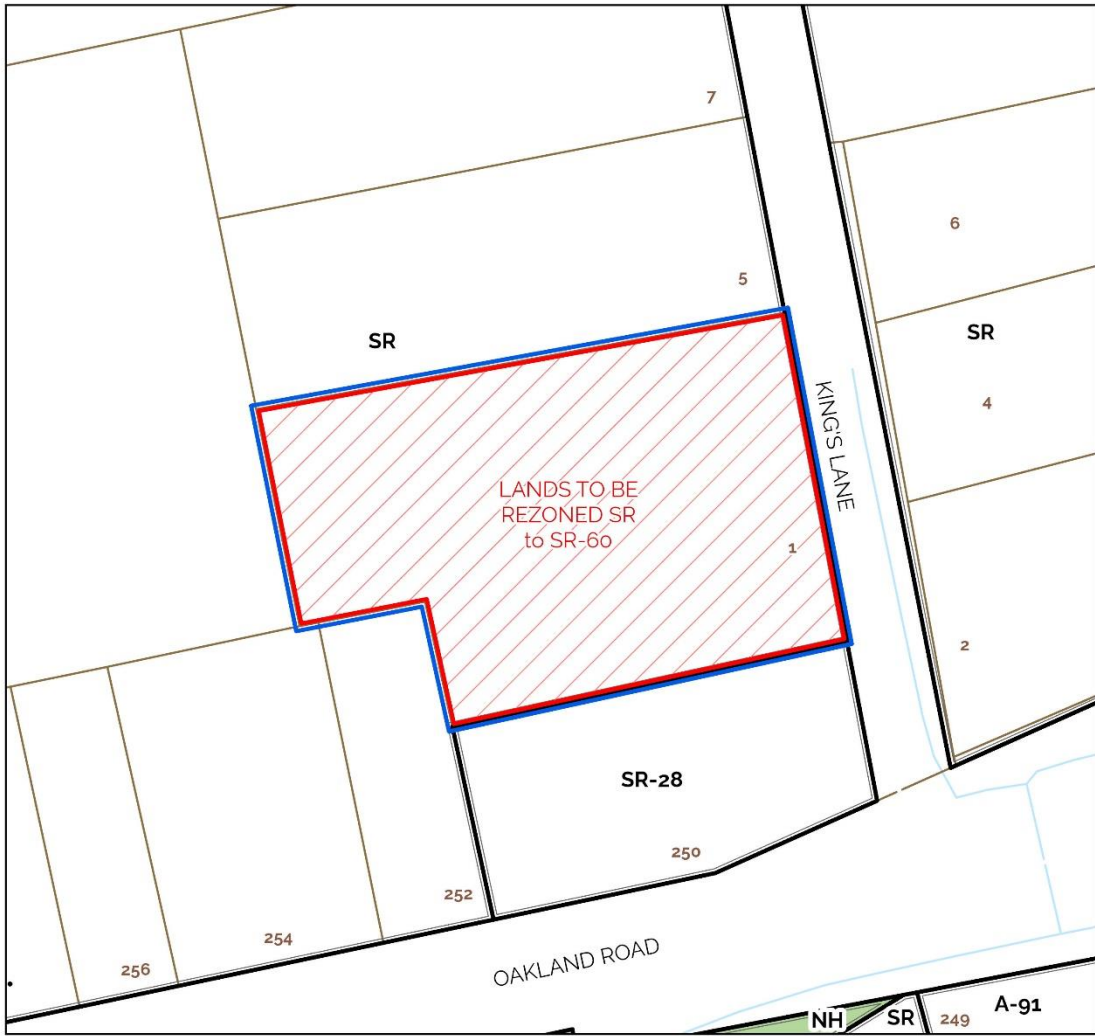 7
6
5
SR
SR
4
KING'S LANE
LANDS TO BE
REZONED SR
to SR-60
1
2
SR-28
250
252
254
256
OAKLAND ROAD
NH
SR
249
A-91